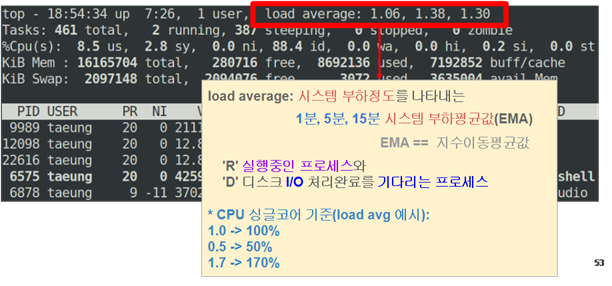 top - 18:54:34 up  7:26,  1 user,  load average: 1.06, 1.38, 1.30
Tasks: 461 total,   2 running, 387 sleeping,   0 stopped,   0 zombie
%Cpu(s):  8.5 us,  2.8 sy,  0.0 ni, 88.4 id,  0.0 wa,  0.0 hi,  0.2 si,  0.0 st
KiB Mem : 16165704 total,   280716 free,  8692136 used,  7192852 buff/cache
KiB Swap:  2097148 total,  2094076 free,     3072 used.  3635004 avail Mem
PID USER      PR  NI    V
D
9989 taeung    20   0 2111
12098 taeung    20   0 12.8
22616 taeung    20   0 12.8
6575 taeung    20   0 4259
shell
6878 taeung     9 -11 3702
udio
load average: 시스템 부하정도를 나타내는
1분, 5분, 15분 시스템 부하평균값(EMA)
EMA == 지수이동평균값
'R' 실행중인 프로세스와
'D' 디스크 I/O 처리완료를 기다리는 프로세스
* CPU 싱글코어 기준(load avg 예시):
1.0 -> 100%
0.5 -> 50%
1.7 -> 170%
53